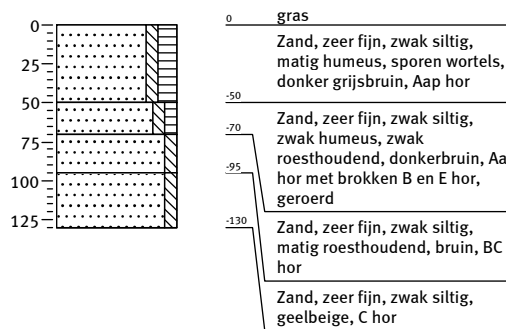 0
25
50
75
100
125
0
gras
Zand, zeer fijn, zwak siltig,
matig humeus, sporen wortels,
donker grijsbruin, Aap hor
-50
Zand, zeer fijn, zwak siltig,
zwak humeus, zwak
roesthoudend, donkerbruin, Aa
hor met brokken B en E hor,
geroerd
-70
Zand, zeer fijn, zwak siltig,
matig roesthoudend, bruin, BC
hor
-95
Zand, zeer fijn, zwak siltig,
geelbeige, C hor
-130